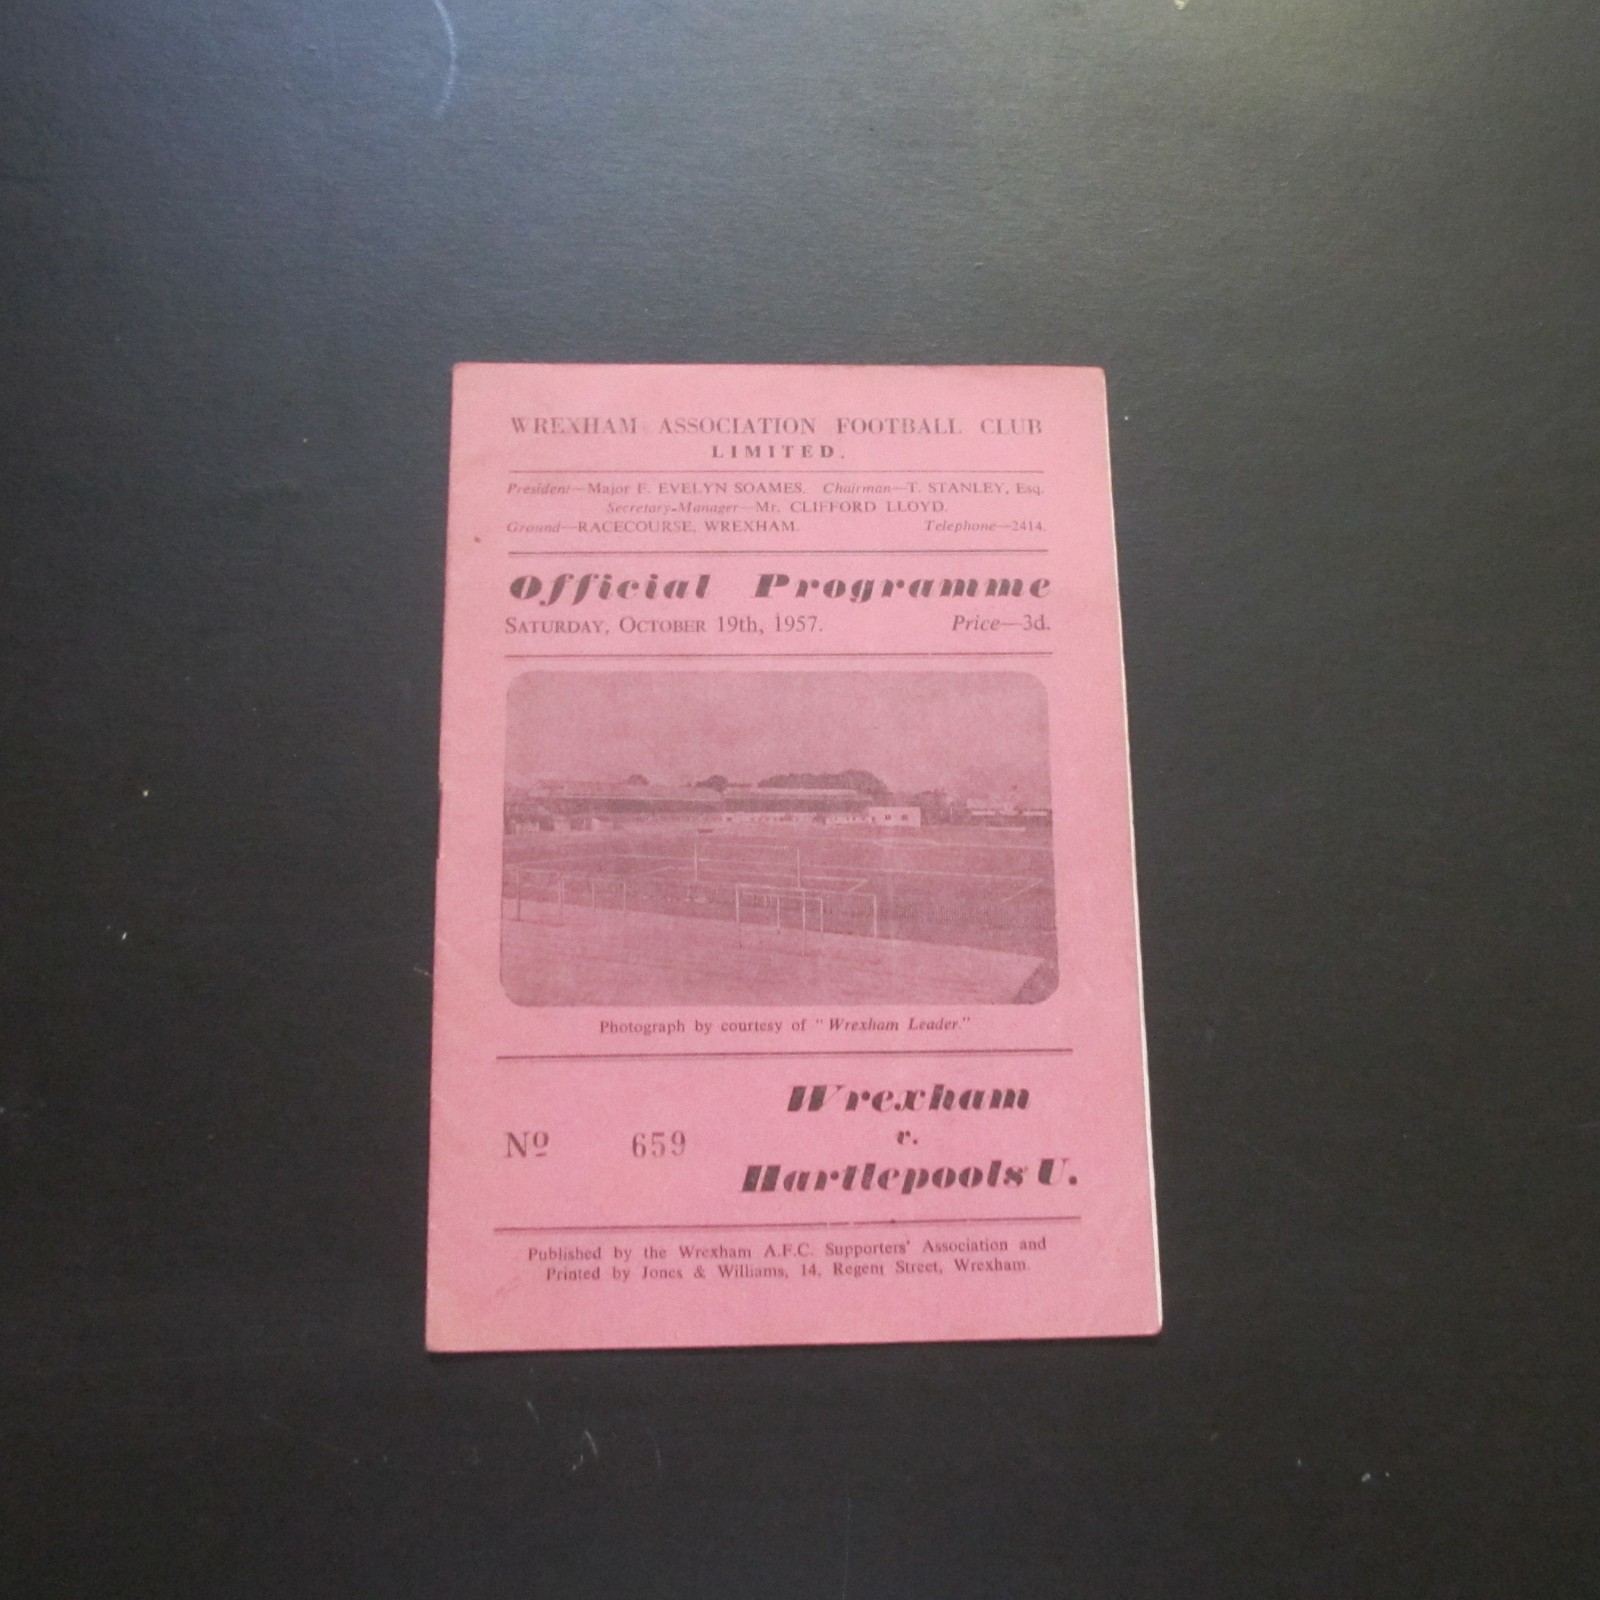 WREXHAM ASSOCIATION FOOTBALL CLUB
LIMITED.
President—Major F. EVELYN SOAMES. Chairman—T. STANLEY, Esq.
Secretary-Manager—Mr. CLIFFORD LLOYD.
Ground—RACECOURSE, WREXHAM. Telephone—2414.
Official Programme
SATURDAY, OCTOBER 19th, 1957. Price—3d.
Photograph by courtesy of "Wrexham Leader."
Wrexham
v.
Nº 659
Hartlepools U.
Published by the Wrexham A.F.C. Supporters' Association and
Printed by Jones & Williams, 14, Regent Street, Wrexham.